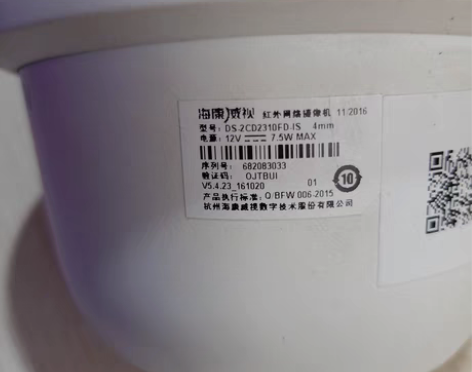 海康威视 红外网络摄像机 11/2016
型号: DS-2CD2310FD-IS 4mm
电源: 12V 7.5W MAX
序列号: 682083033
验证码: OJTBUI
V5.4.23_161020 01
10
产品执行标准: Q/BFW 006-2015
杭州海康威视数字技术股份有限公司